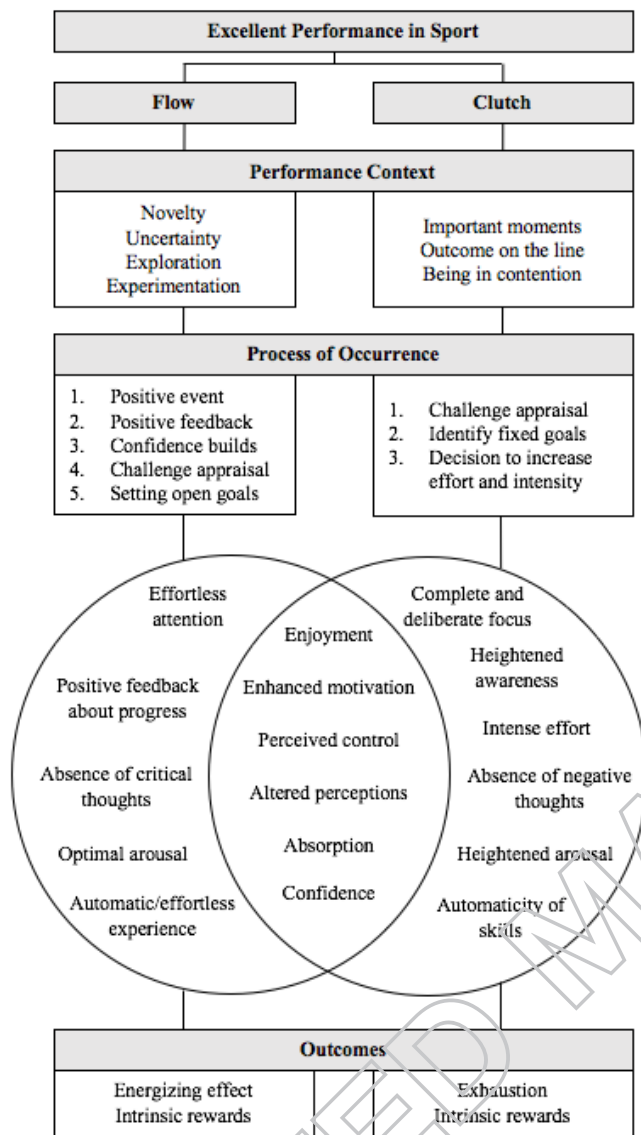 Excellent Performance in Sport
Flow
Clutch
Performance Context
Novelty
Uncertainty
Exploration
Experimentation
Important moments
Outcome on the line
Being in contention
Process of Occurrence
1. Positive event
2. Positive feedback
3. Confidence builds
4. Challenge appraisal
5. Setting open goals
1. Challenge appraisal
2. Identify fixed goals
3. Decision to increase
effort and intensity
Effortless
attention
Positive feedback
about progress
Absence of critical
thoughts
Optimal arousal
Automatic/effortless
experience
Enjoyment
Enhanced motivation
Perceived control
Altered perceptions
Absorption
Confidence
Complete and
deliberate focus
Heightened
awareness
Intense effort
Absence of negative
thoughts
Heightened arousal
Automaticity of
skills
Outcomes
Energizing effect
Intrinsic rewards
Exhaustion
Intrinsic rewards